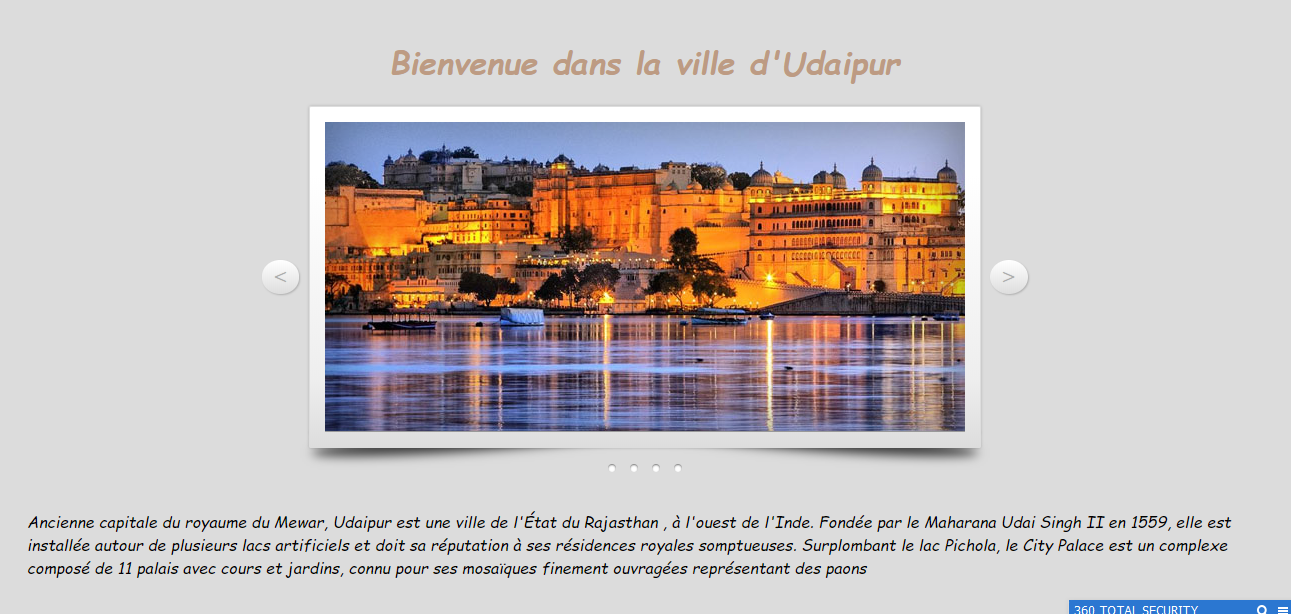 Bienvenue dans la ville d'Udaipur
<
>
Ancienne capitale du royaume du Mewar, Udaipur est une ville de l'État du Rajasthan , à l'ouest de l'Inde. Fondée par le Maharana Udai Singh II en 1559, elle est
installée autour de plusieurs lacs artificiels et doit sa réputation à ses résidences royales somptueuses. Surplombant le lac Pichola, le City Palace est un complexe
composé de 11 palais avec cours et jardins, connu pour ses mosaïques finement ouvragées représentant des paons
360 TOTAL SECURITY